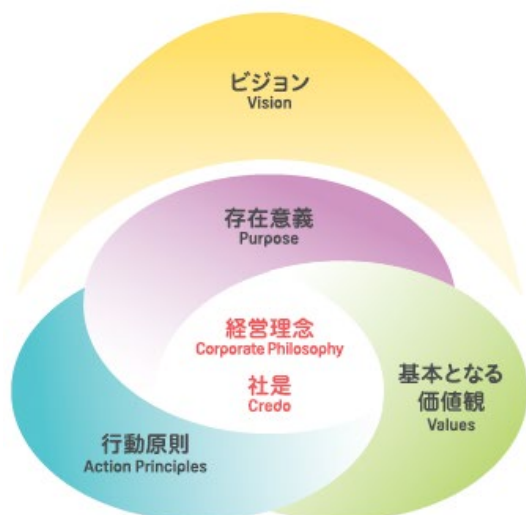 ビジョン
Vision
存在意義
Purpose
経営理念
Corporate Philosophy
社是
Credo
基本となる
価値観
Values
行動原則
Action Principles